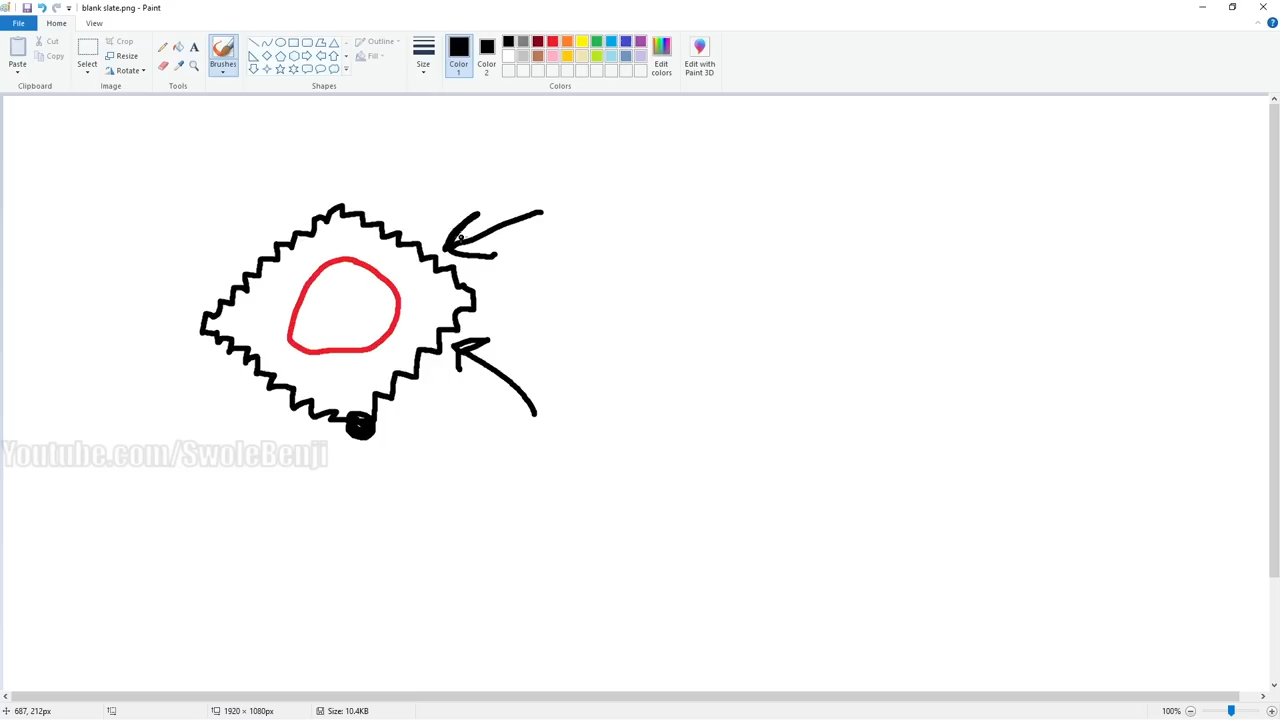 blank slate.png - Paint
File Home View
Paste
Cut
Copy
Clipboard
Select
Crop
Resize
Rotate
Image
A
Tools
Brushes
Outline
Fill
Shapes
Size
Color 1
Color 2
Edit colors
Edit with Paint 3D
Colors
Youtube.com/SwoleBenji
687, 212px
1920 × 1080px
Size: 10.4KB
100%